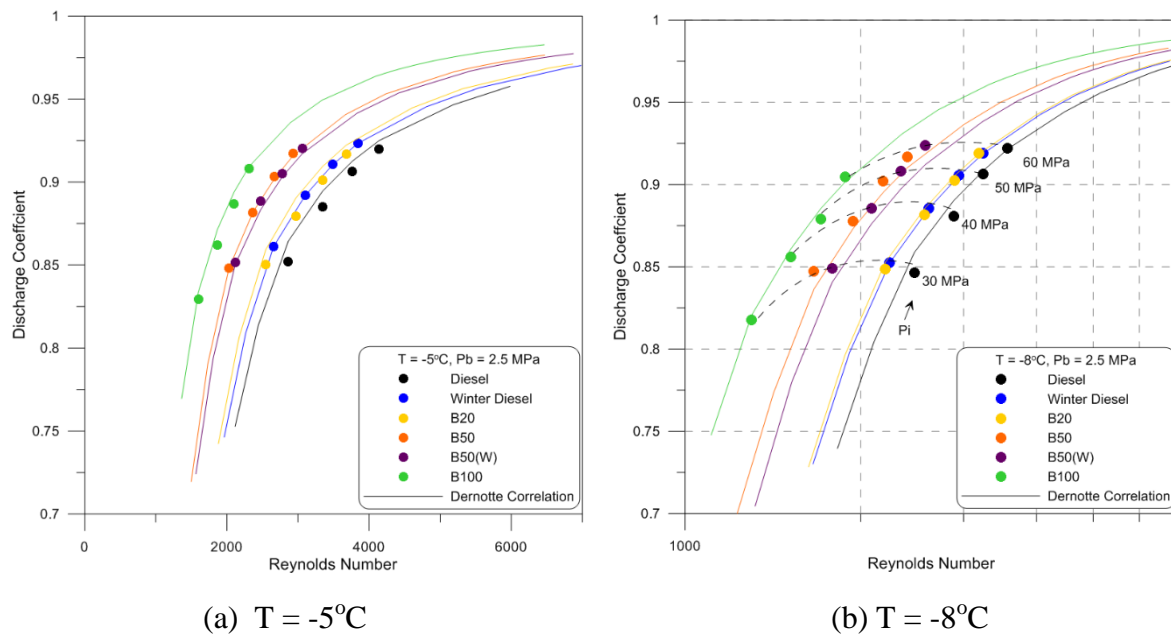 1
0.95
0.9
0.85
0.8
0.75
0.7
Discharge Coeffiicient
0
2000
4000
6000
Reynolds Number
T = -5°C, Pb = 2.5 MPa
Diesel
Winter Diesel
B20
B50
B50(W)
B100
Dernotte Correlation
(a) T = -5°C
1
0.95
0.9
0.85
0.8
0.75
0.7
Discharge Coeffiicient
1000
Reynolds Number
60 MPa
50 MPa
40 MPa
30 MPa
Pi
T = -8°C, Pb = 2.5 MPa
Diesel
Winter Diesel
B20
B50
B50(W)
B100
Dernotte Correlation
(b) T = -8°C